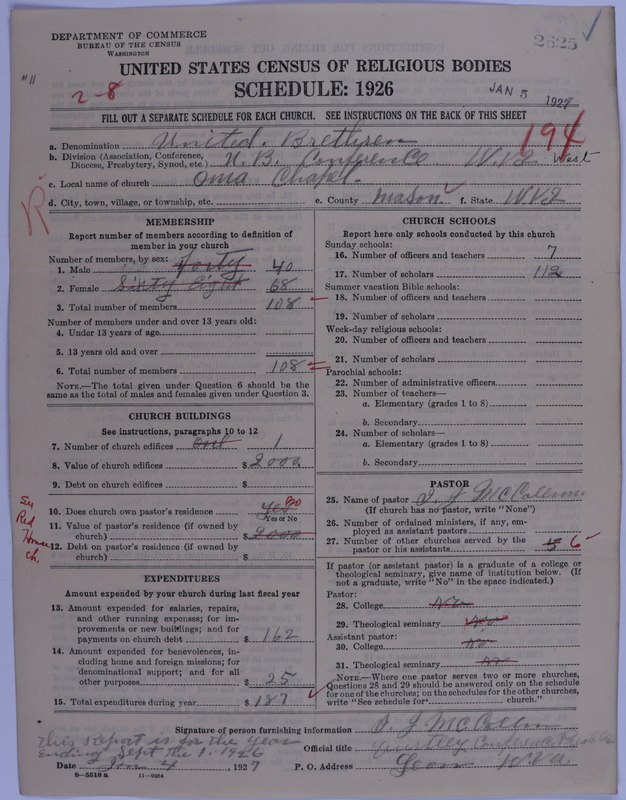 DEPARTMENT OF COMMERCE
BUREAU OF THE CENSUS
WASHINGTON
2625
"11
UNITED STATES CENSUS OF RELIGIOUS BODIES
2-8
SCHEDULE: 1926
JAN 5 1927
FILL OUT A SEPARATE SCHEDULE FOR EACH CHURCH. SEE INSTRUCTIONS ON THE BACK OF THIS SHEET
194
a. Denomination United Brethren
b. Division (Association, Conference, Diocese, Presbytery, Synod, etc.) U. B. Conference W. Va West
c. Local name of church Oma Chapel
R
d. City, town, village, or township, etc. e. County Mason f. State W. Va
MEMBERSHIP
Report number of members according to definition of member in your church
Number of members, by sex:
1. Male forty 40
2. Female Sixty Eight 68
3. Total number of members 108
Number of members under and over 13 years old:
4. Under 13 years of age
5. 13 years old and over
6. Total number of members 108
NOTE.—The total given under Question 6 should be the
same as the total of males and females given under Question 3.
CHURCH BUILDINGS
See instructions, paragraphs 10 to 12
7. Number of church edifices one 1
8. Value of church edifices $ 2000.
9. Debt on church edifices $
10. Does church own pastor's residence yes no
Yes or No
11. Value of pastor's residence (if owned by
church) $ 2000
12. Debt on pastor's residence (if owned by
church) $
EXPENDITURES
Amount expended by your church during last fiscal year
13. Amount expended for salaries, repairs,
and other running expenses; for im-
provements or new buildings; and for
payments on church debt $ 162
14. Amount expended for benevolences, in-
cluding home and foreign missions; for
denominational support; and for all
other purposes $ 25
15. Total expenditures during year $ 187
CHURCH SCHOOLS
Report here only schools conducted by this church
Sunday schools:
16. Number of officers and teachers 7
17. Number of scholars 112
Summer vacation Bible schools:
18. Number of officers and teachers
19. Number of scholars
Week-day religious schools:
20. Number of officers and teachers
21. Number of scholars
Parochial schools:
22. Number of administrative officers
23. Number of teachers—
a. Elementary (grades 1 to 8)
b. Secondary
24. Number of scholars—
a. Elementary (grades 1 to 8)
b. Secondary
PASTOR
25. Name of pastor
(If church has no pastor, write "None")
26. Number of ordained ministers, if any, em-
ployed as assistant pastors
27. Number of other churches served by the
pastor or his assistants 5 6
If pastor (or assistant pastor) is a graduate of a college or
theological seminary, give name of institution below. (If
not a graduate, write "No" in the space indicated.)
Pastor:
28. College No
29. Theological seminary No
Assistant pastor:
30. College No
31. Theological seminary No
NOTE.—Where one pastor serves two or more churches,
Questions 28 and 29 should be answered only on the schedule
for one of the churches; on the schedules for the other churches,
write "See schedule for church."
Signature of person furnishing information
This report is for the year
Ending Sept the 1. 1926
Official title
Date Jan 4, 1927 P. O. Address Leon W. Va.
8—5518 a 11—9284